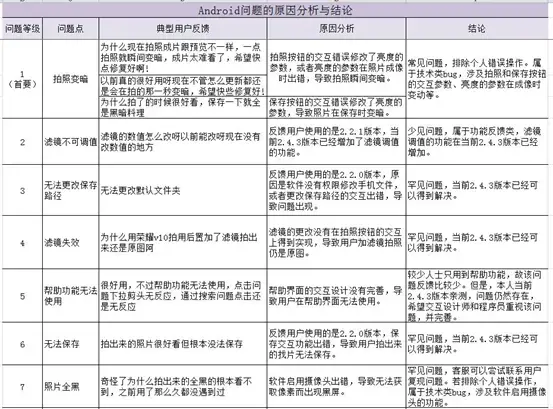 Android问题的原因分析与结论
问题等级 问题点 典型用户反馈 原因分析 结论
1
（首要）
拍照变暗
为什么现在拍照成片跟预览不一样，一点
拍照就瞬间变暗，成片太难看了，希望快
点修复好啊！
以前真的很好用呀现在不管怎么更新都还
是会在拍的那一秒变暗，希望快些修复好！
为什么拍了的时候很好看，保存一下就全
是黑暗料理
拍照按钮的交互错误修改了亮度的
参数，或者亮度的参数在照片成像
时出错，导致拍照瞬间变暗。
保存按钮的交互错误修改了亮度的
参数，导致照片在保存时变暗。
常见问题，排除个人错误操作。属
于技术类bug，涉及拍照和保存按钮
的交互参数、亮度的参数在成像时
变动等。
2
滤镜不可调值
滤镜的数值怎么改呀以前能改呀现在没有
改数值的地方
反馈用户使用的是2.2.1版本，当
前2.4.3版本已经增加了滤镜调值
的功能。
少见问题，属于功能反馈类，滤镜
调值的功能在当前2.4.3版本已经
增加。
3
无法更改保存
路径
无法更改默认文件夹
反馈用户使用的是2.2.0版本，原
因是软件没有权限修改手机文件，
或者更改保存路径的交互出错，导
致问题出现。
罕见问题，当前2.4.3版本已经可
以得到解决。
4
滤镜失效
为什么用荣耀v10拍用后置加了滤镜拍出
来还是原图阿
滤镜的更改没有在拍照按钮的交互
上得到实现，导致用户加滤镜拍照
仍是原图。
罕见问题，当前2.4.3版本已经可
以得到解决。
5
帮助功能无法
使用
很好用，不过帮助功能无法使用，点击问
题下拉剪头无反应，通过搜索问题点击还
是无反应
帮助界面的交互设计没有完善，导
致用户在帮助界面无法使用。
较少人士只用到帮助功能，故该问
题反馈比较少。但是，本人当前
2.4.3版本亲测，问题仍然存在，
希望交互设计师和程序员重视该问
题，并完善。
6
无法保存
拍出来的照片很好看但根本没法保存
反馈用户使用的是2.2.0版本，保
存交互功能出错，导致用户拍出来
的找片无法保存。
罕见问题，当前2.4.3版本已经可
以得到解决。
7
照片全黑
奇怪了为什么拍出来的全黑的根本看不
到，之前用了那么久都没遇到过
软件启用摄像头出错，导致无法获
取像素而出现黑屏。
罕见问题，客服可以尝试联系用户
复现问题。若排除个人错误操作，
属于技术类bug，涉及软件启用摄像
头的功能。